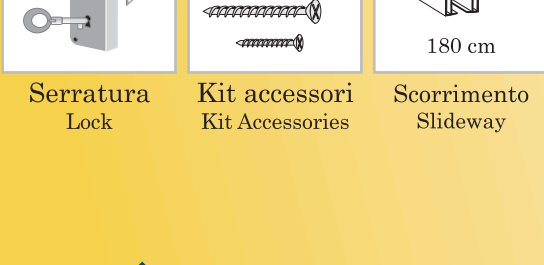 180 cm
Serratura
Lock
Kit accessori
Kit Accessories
Scorrimento
Slideway